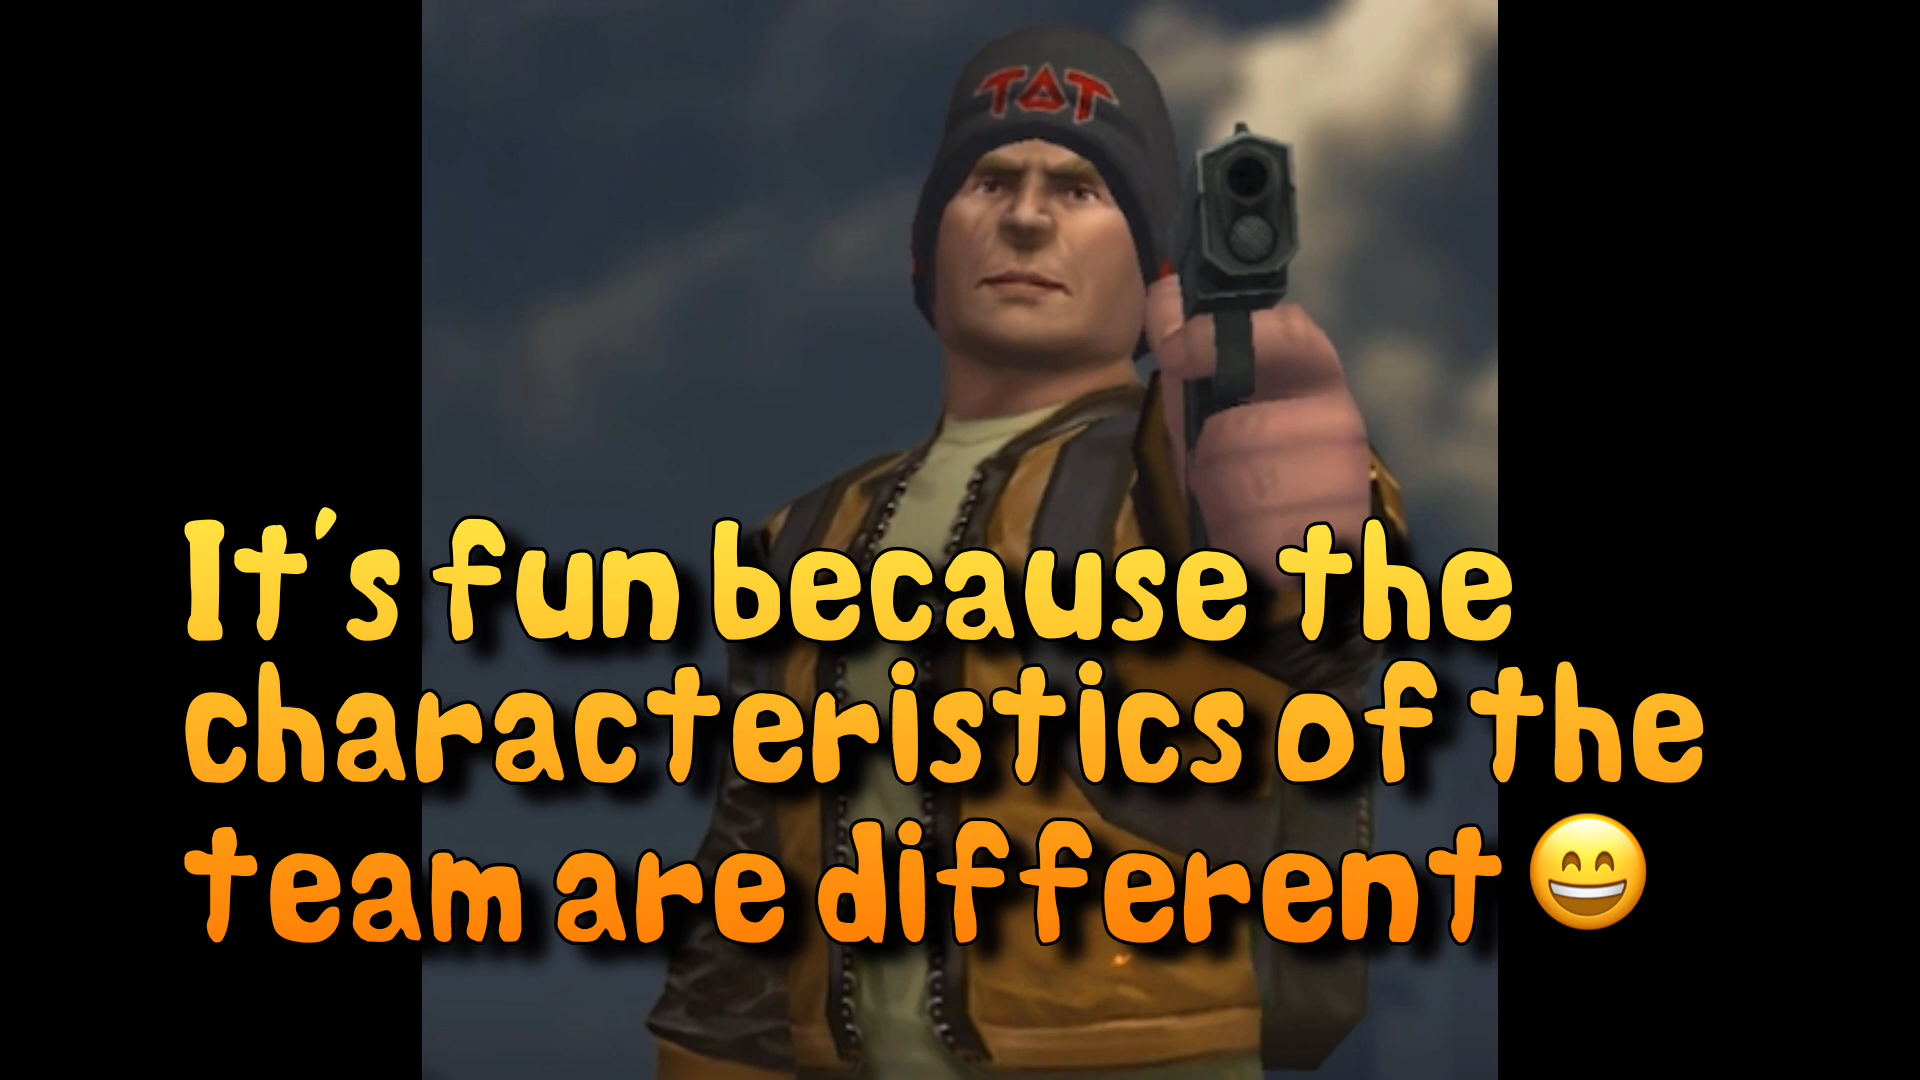 TAT
It's fun because the
characteristics of the
team are different 😄